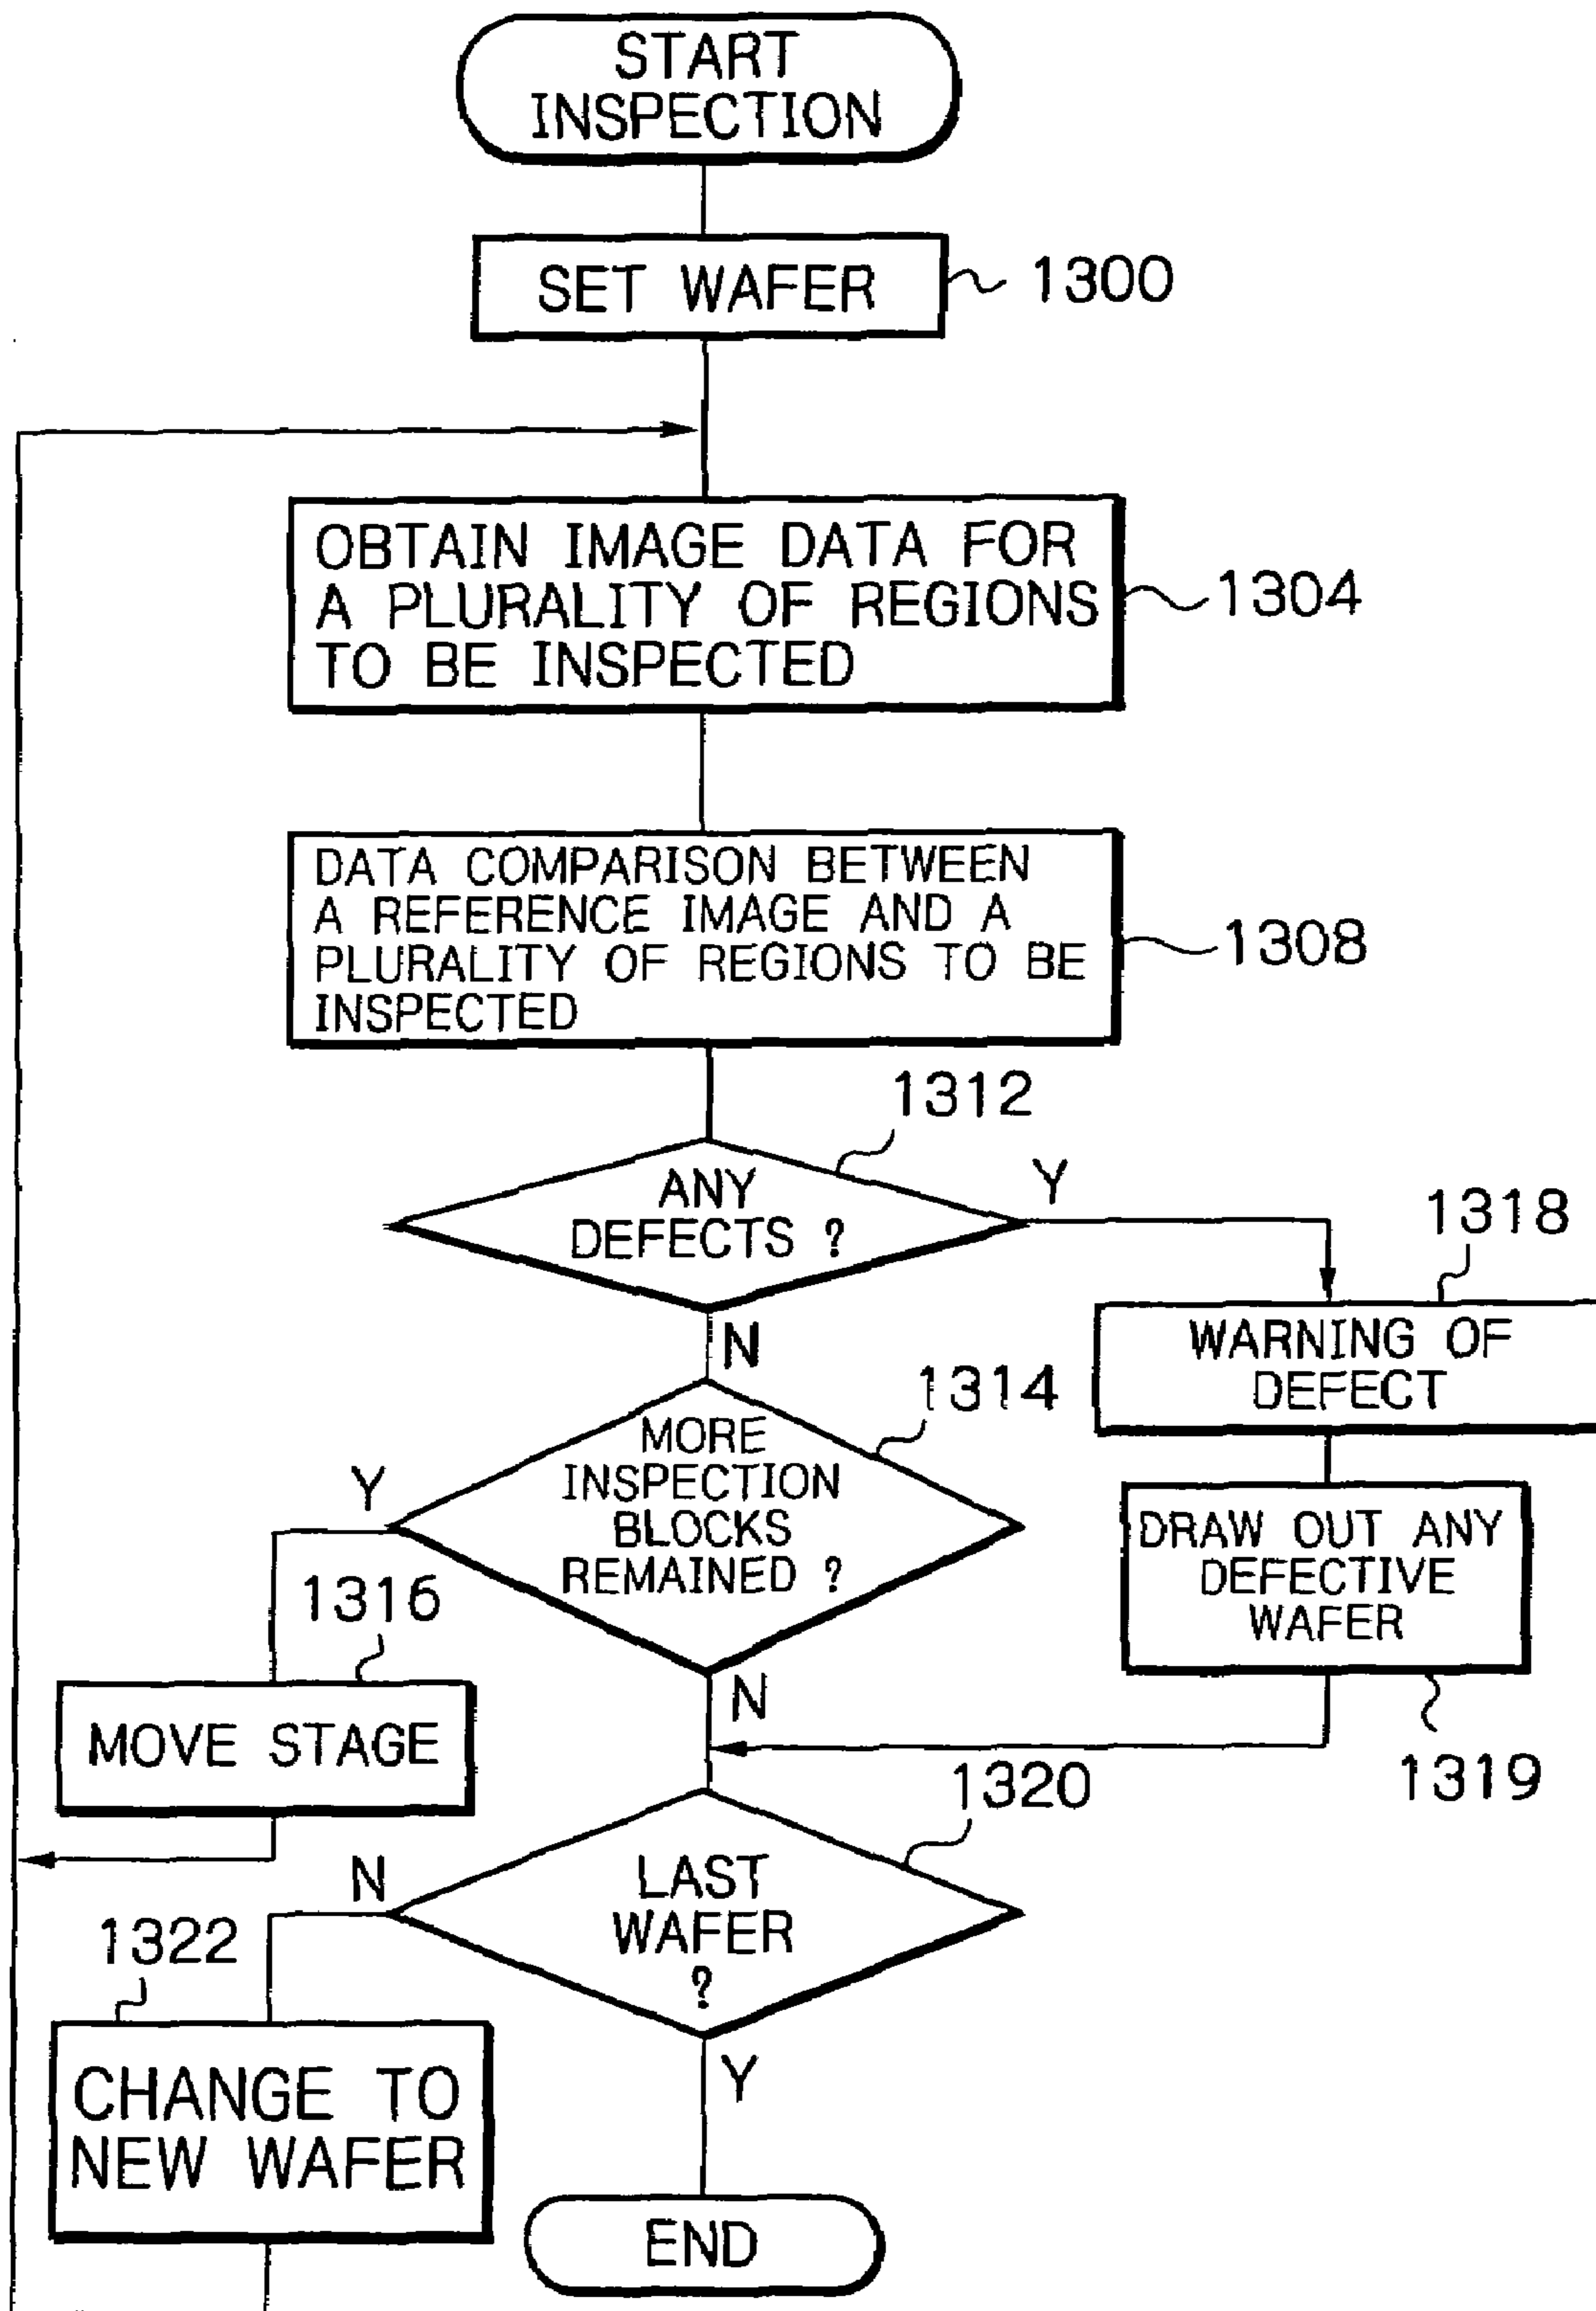 START
INSPECTION
SET WAFER
1300
OBTAIN IMAGE DATA FOR
A PLURALITY OF REGIONS
TO BE INSPECTED
1304
DATA COMPARISON BETWEEN
A REFERENCE IMAGE AND A
PLURALITY OF REGIONS TO BE
INSPECTED
1308
1312
ANY
DEFECTS ?
Y
N
1318
WARNING OF
DEFECT
1314
MORE
INSPECTION
BLOCKS
REMAINED ?
Y
N
DRAW OUT ANY
DEFECTIVE
WAFER
1319
1316
MOVE STAGE
1320
LAST
WAFER
?
N
Y
1322
CHANGE TO
NEW WAFER
END